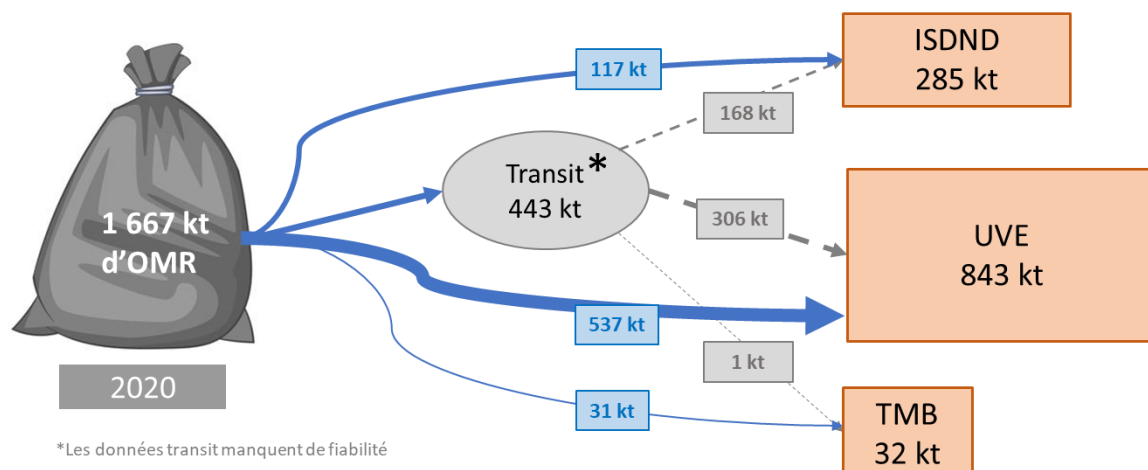 ISDND
285 kt
117 kt
168 kt
Transit*
443 kt
1 667 kt
d'OMR
306 kt
UVE
843 kt
537 kt
1 kt
2020
31 kt
TMB
32 kt
*Les données transit manquent de fiabilité